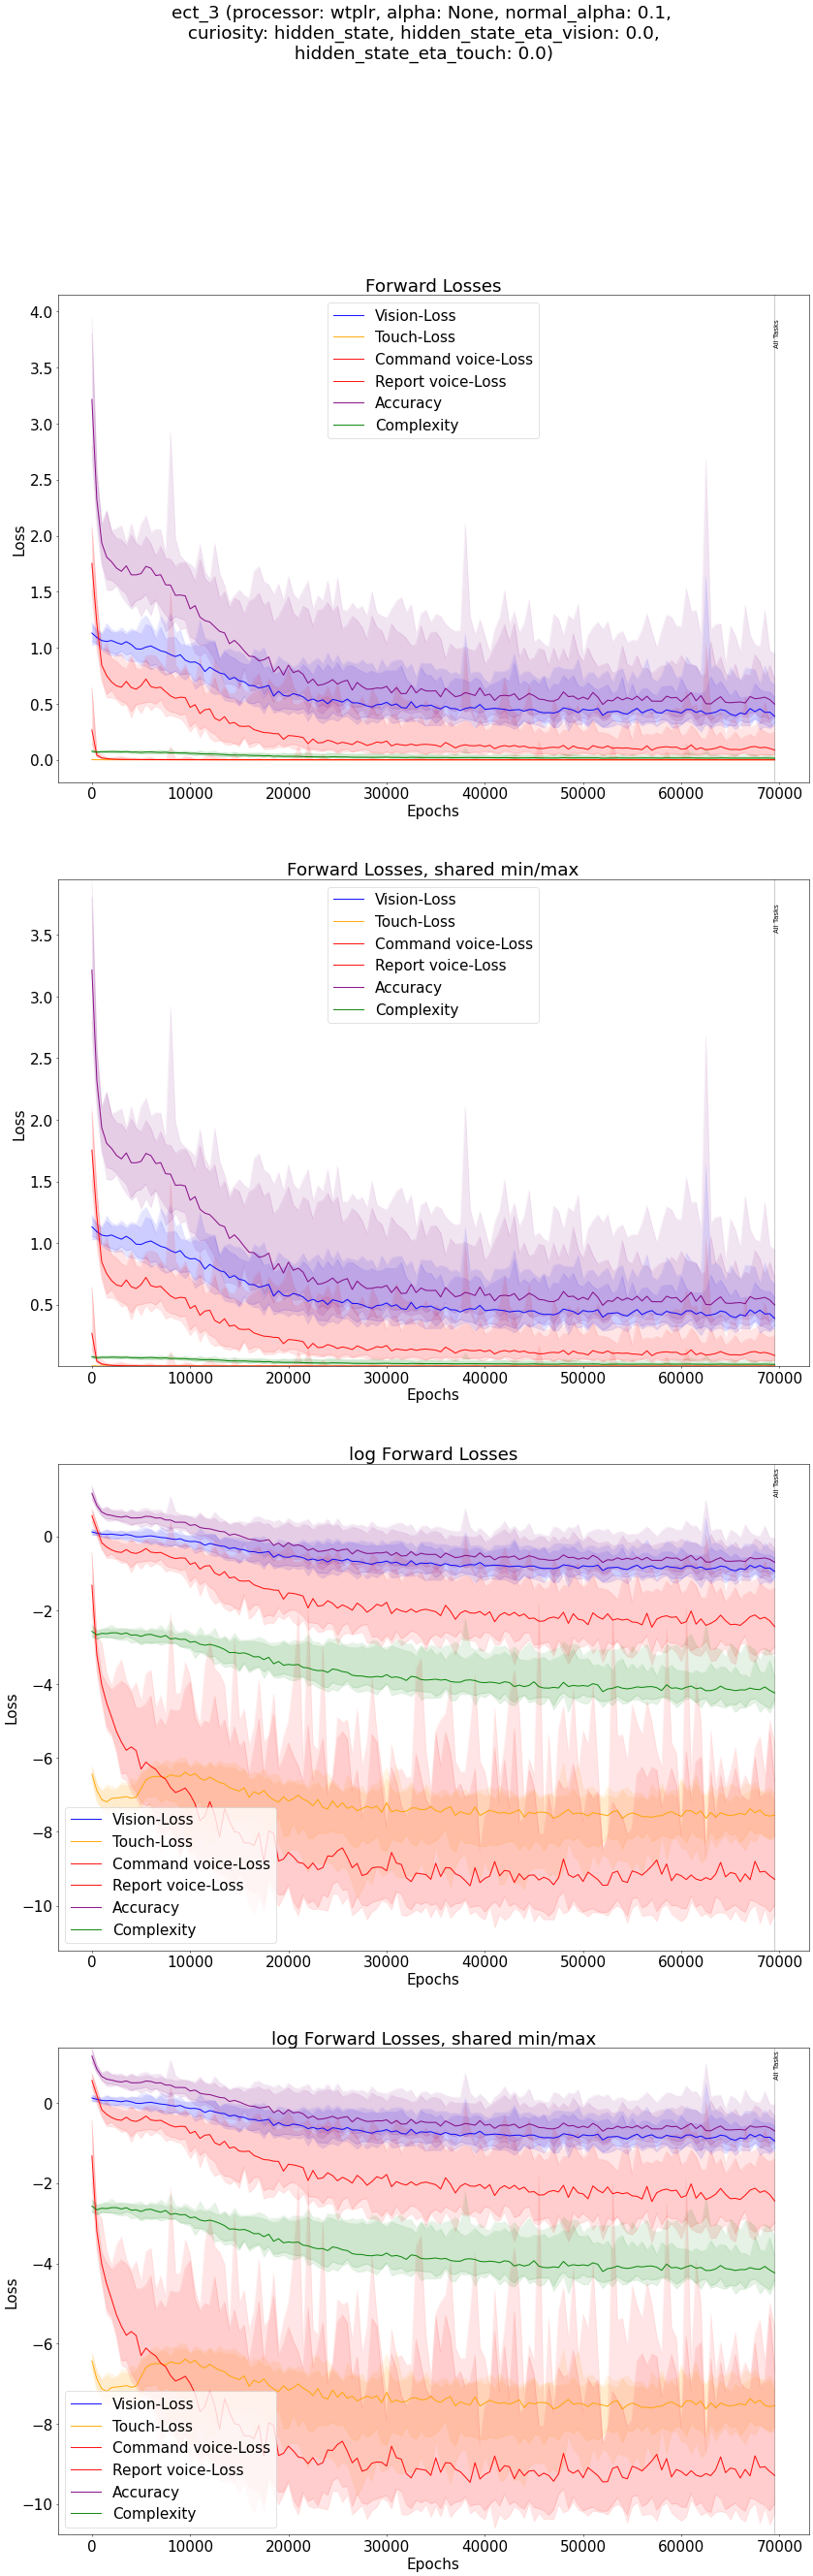 ect_3 (processor: wtplr, alpha: None, normal_alpha: 0.1,
curiosity: hidden_state, hidden_state_eta_vision: 0.0,
hidden_state_eta_touch: 0.0)
Forward Losses
4.0
3.5
3.0
2.5
2.0
1.5
1.0
0.5
0.0
Loss
Vision-Loss
Touch-Loss
Command voice-Loss
Report voice-Loss
Accuracy
Complexity
All Tasks
0 10000 20000 30000 40000 50000 60000 70000
Epochs
Forward Losses, shared min/max
3.5
3.0
2.5
2.0
1.5
1.0
0.5
Loss
Vision-Loss
Touch-Loss
Command voice-Loss
Report voice-Loss
Accuracy
Complexity
All Tasks
0 10000 20000 30000 40000 50000 60000 70000
Epochs
log Forward Losses
0
−2
−4
−6
−8
−10
Loss
Vision-Loss
Touch-Loss
Command voice-Loss
Report voice-Loss
Accuracy
Complexity
All Tasks
0 10000 20000 30000 40000 50000 60000 70000
Epochs
log Forward Losses, shared min/max
0
−2
−4
−6
−8
−10
Loss
Vision-Loss
Touch-Loss
Command voice-Loss
Report voice-Loss
Accuracy
Complexity
All Tasks
0 10000 20000 30000 40000 50000 60000 70000
Epochs